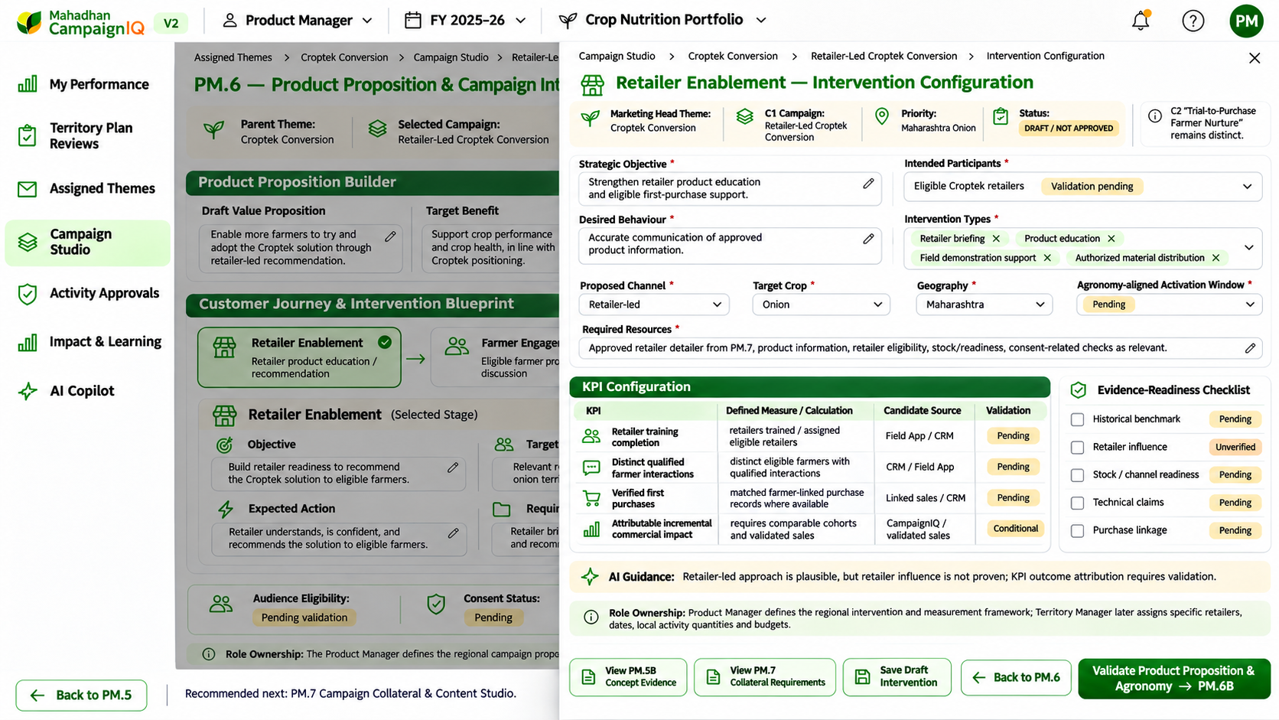 Mahadhan
CampaignIQ
V2
Product Manager
FY 2025–26
Crop Nutrition Portfolio
PM
My Performance
Territory Plan
Reviews
Assigned Themes
Campaign
Studio
Activity Approvals
Impact & Learning
AI Copilot
Assigned Themes > Croptek Conversion > Campaign Studio > Retailer-Le
PM.6 — Product Proposition & Campaign Int
Parent Theme:
Croptek Conversion
Selected Campaign:
Retailer-Led Croptek Conversion
Product Proposition Builder
Draft Value Proposition
Enable more farmers to try and
adopt the Croptek solution through
retailer-led recommendation.
Target Benefit
Support crop performance
and crop health, in line with
Croptek positioning.
Customer Journey & Intervention Blueprint
Retailer Enablement
Retailer product education /
recommendation
Farmer Engager
Eligible farmer pro
discussion
Retailer Enablement (Selected Stage)
Objective
Build retailer readiness to recommend
the Croptek solution to eligible farmers.
Target
Relevant r
onion terri
Expected Action
Retailer understands, is confident, and
recommends the solution to eligible farmers.
Requir
Retailer bri
and recom
Audience Eligibility:
Pending validation
Consent Status:
Pending
Role Ownership: The Product Manager defines the regional campaign propo
Back to PM.5
Recommended next: PM.7 Campaign Collateral & Content Studio.
Campaign Studio > Croptek Conversion > Retailer-Led Croptek Conversion > Intervention Configuration
Retailer Enablement — Intervention Configuration
Marketing Head Theme:
Croptek Conversion
C1 Campaign:
Retailer-Led Croptek
Conversion
Priority:
Maharashtra Onion
Status:
DRAFT / NOT APPROVED
C2 "Trial-to-Purchase
Farmer Nurture"
remains distinct.
Strategic Objective *
Strengthen retailer product education
and eligible first-purchase support.
Intended Participants *
Eligible Croptek retailers
Validation pending
Desired Behaviour *
Accurate communication of approved
product information.
Intervention Types *
Retailer briefing × Product education ×
Field demonstration support × Authorized material distribution ×
Proposed Channel *
Retailer-led
Target Crop *
Onion
Geography *
Maharashtra
Agronomy-aligned Activation Window *
Pending
Required Resources *
Approved retailer detailer from PM.7, product information, retailer eligibility, stock/readiness, consent-related checks as relevant.
KPI Configuration
KPI Defined Measure / Calculation Candidate Source Validation
Retailer training
completion
retailers trained / assigned
eligible retailers
Field App / CRM
Pending
Distinct qualified
farmer interactions
distinct eligible farmers with
qualified interactions
CRM / Field App
Pending
Verified first
purchases
matched farmer-linked purchase
records where available
Linked sales / CRM
Pending
Attributable incremental
commercial impact
requires comparable cohorts
and validated sales
CampaignIQ /
validated sales
Conditional
Evidence-Readiness Checklist
Historical benchmark Pending
Retailer influence Unverified
Stock / channel readiness Pending
Technical claims Pending
Purchase linkage Pending
AI Guidance: Retailer-led approach is plausible, but retailer influence is not proven; KPI outcome attribution requires validation.
Role Ownership: Product Manager defines the regional intervention and measurement framework; Territory Manager later assigns specific retailers,
dates, local activity quantities and budgets.
View PM.5B
Concept Evidence
View PM.7
Collateral Requirements
Save Draft
Intervention
Back to PM.6
Validate Product Proposition &
Agronomy → PM.6B